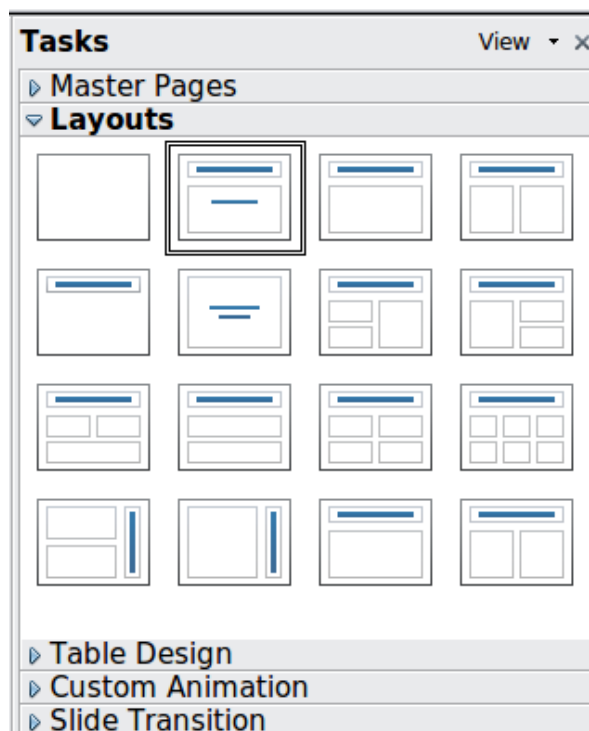 Tasks View
Master Pages
Layouts
Table Design
Custom Animation
Slide Transition